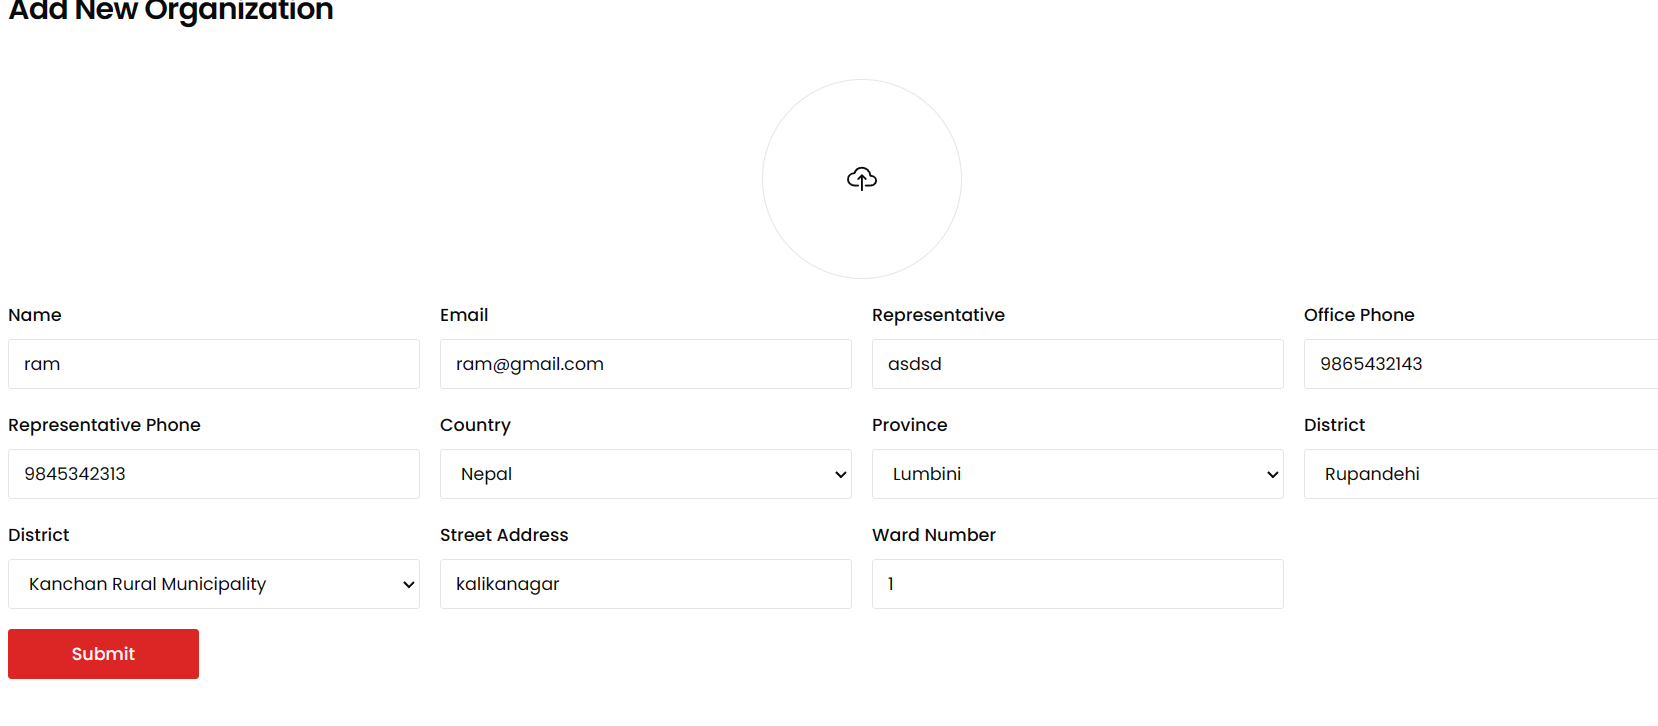 Add New Organization
Name Email Representative Office Phone
ram ram@gmail.com asdsd 9865432143
Representative Phone Country Province District
9845342313 Nepal Lumbini Rupandehi
District Street Address Ward Number
Kanchan Rural Municipality kalikanagar 1
Submit